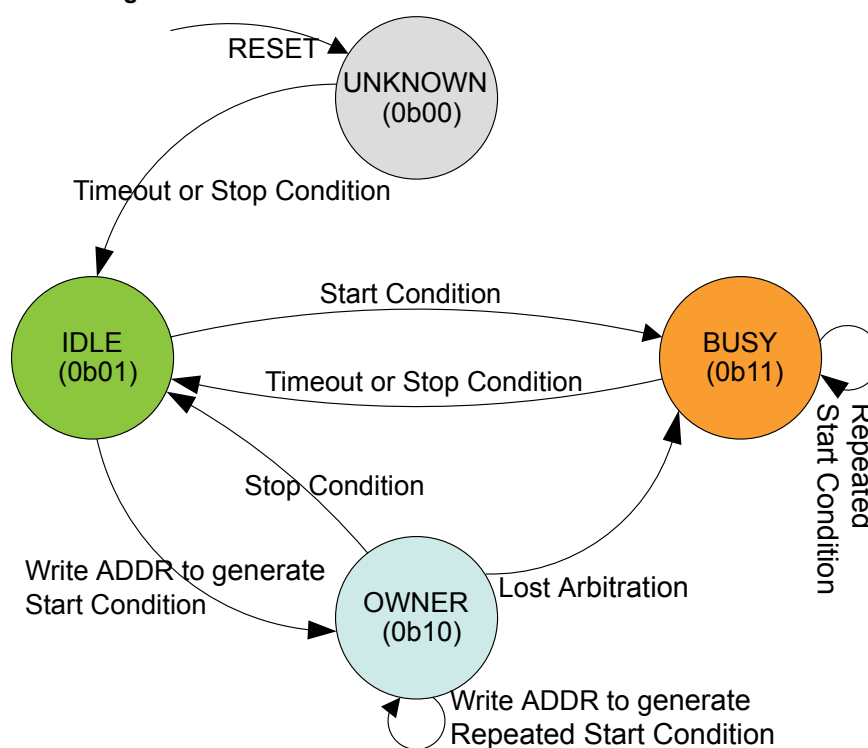 RESET
UNKNOWN
(0b00)
Timeout or Stop Condition
Start Condition
IDLE
(0b01)
BUSY
(0b11)
Timeout or Stop Condition
Repeated
Start Condition
Stop Condition
Write ADDR to generate
Start Condition
Lost Arbitration
OWNER
(0b10)
Write ADDR to generate
Repeated Start Condition